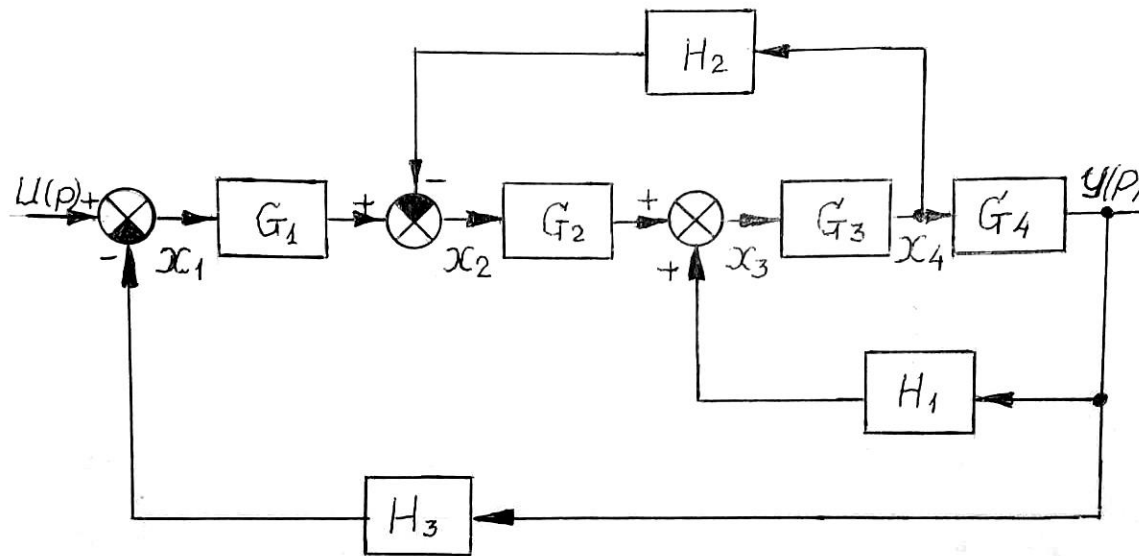 H₂
U(p) + G₁ + - G₂ + G₃ G₄ y(p)
- x₁ x₂ + x₃ x₄
H₁
H₃